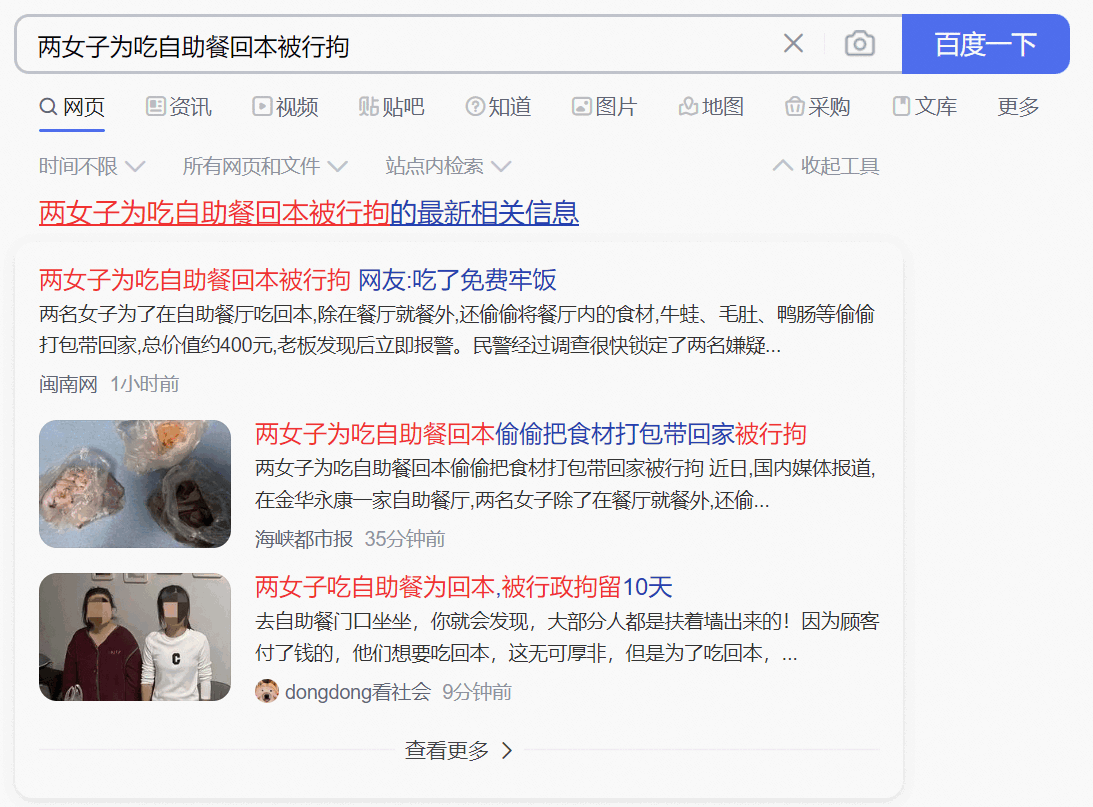 两女子为吃自助餐回本被行拘
百度一下
网页 资讯 视频 贴吧 知道 图片 地图 采购 文库 更多
时间不限 所有网页和文件 站点内检索 收起工具
两女子为吃自助餐回本被行拘的最新相关信息
两女子为吃自助餐回本被行拘 网友:吃了免费牢饭
两名女子为了在自助餐厅吃回本,除在餐厅就餐外,还偷偷将餐厅内的食材,牛蛙、毛肚、鸭肠等偷偷
打包带回家,总价值约400元,老板发现后立即报警。民警经过调查很快锁定了两名嫌疑...
闽南网 1小时前
两女子为吃自助餐回本偷偷把食材打包带回家被行拘
两女子为吃自助餐回本偷偷把食材打包带回家被行拘 近日,国内媒体报道,
在金华永康一家自助餐厅,两名女子除了在餐厅就餐外,还偷...
海峡都市报 35分钟前
两女子吃自助餐为回本,被行政拘留10天
去自助餐门口坐坐，你就会发现，大部分人都是扶着墙出来的！因为顾客
付了钱的，他们想要吃回本，这无可厚非，但是为了吃回本，...
dongdong看社会 9分钟前
查看更多